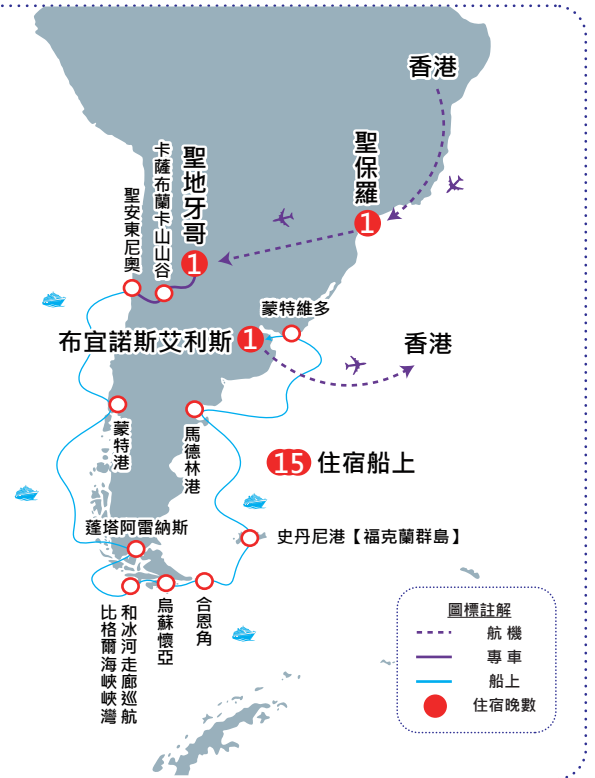 香港
聖保羅
1
聖地牙哥
1
卡薩布蘭卡山山谷
聖安東尼奧
蒙特維多
布宜諾斯艾利斯
1
香港
蒙特港
馬德林港
15 住宿船上
蓬塔阿雷納斯
史丹尼港【福克蘭群島】
合恩角
烏蘇懷亞
和冰河走廊巡航
比格爾海峽峽灣
圖標註解
航機
專車
船上
住宿晚數